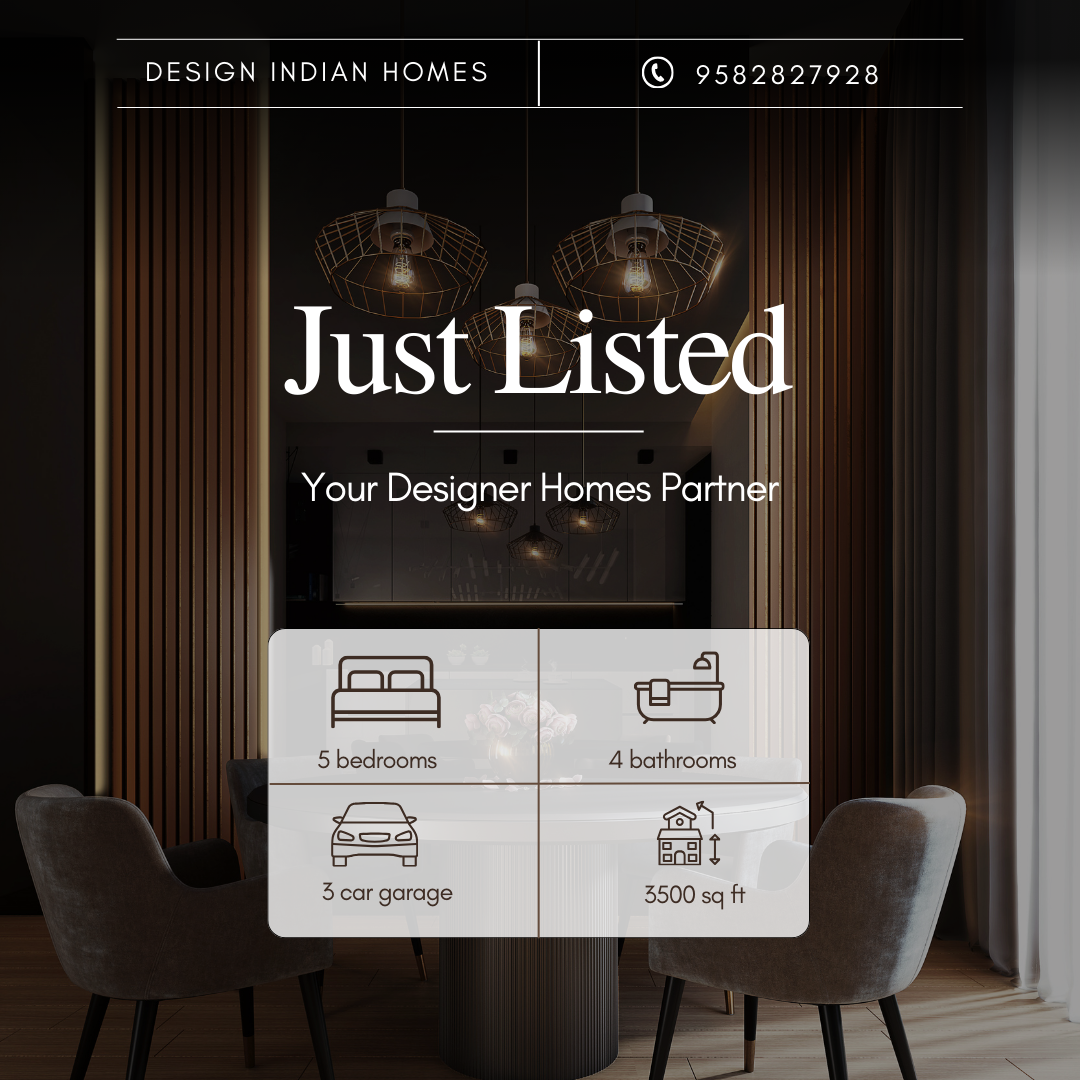 DESIGN INDIAN HOMES
9582827928
Just Listed
Your Designer Homes Partner
5 bedrooms
4 bathrooms
3 car garage
3500 sq ft